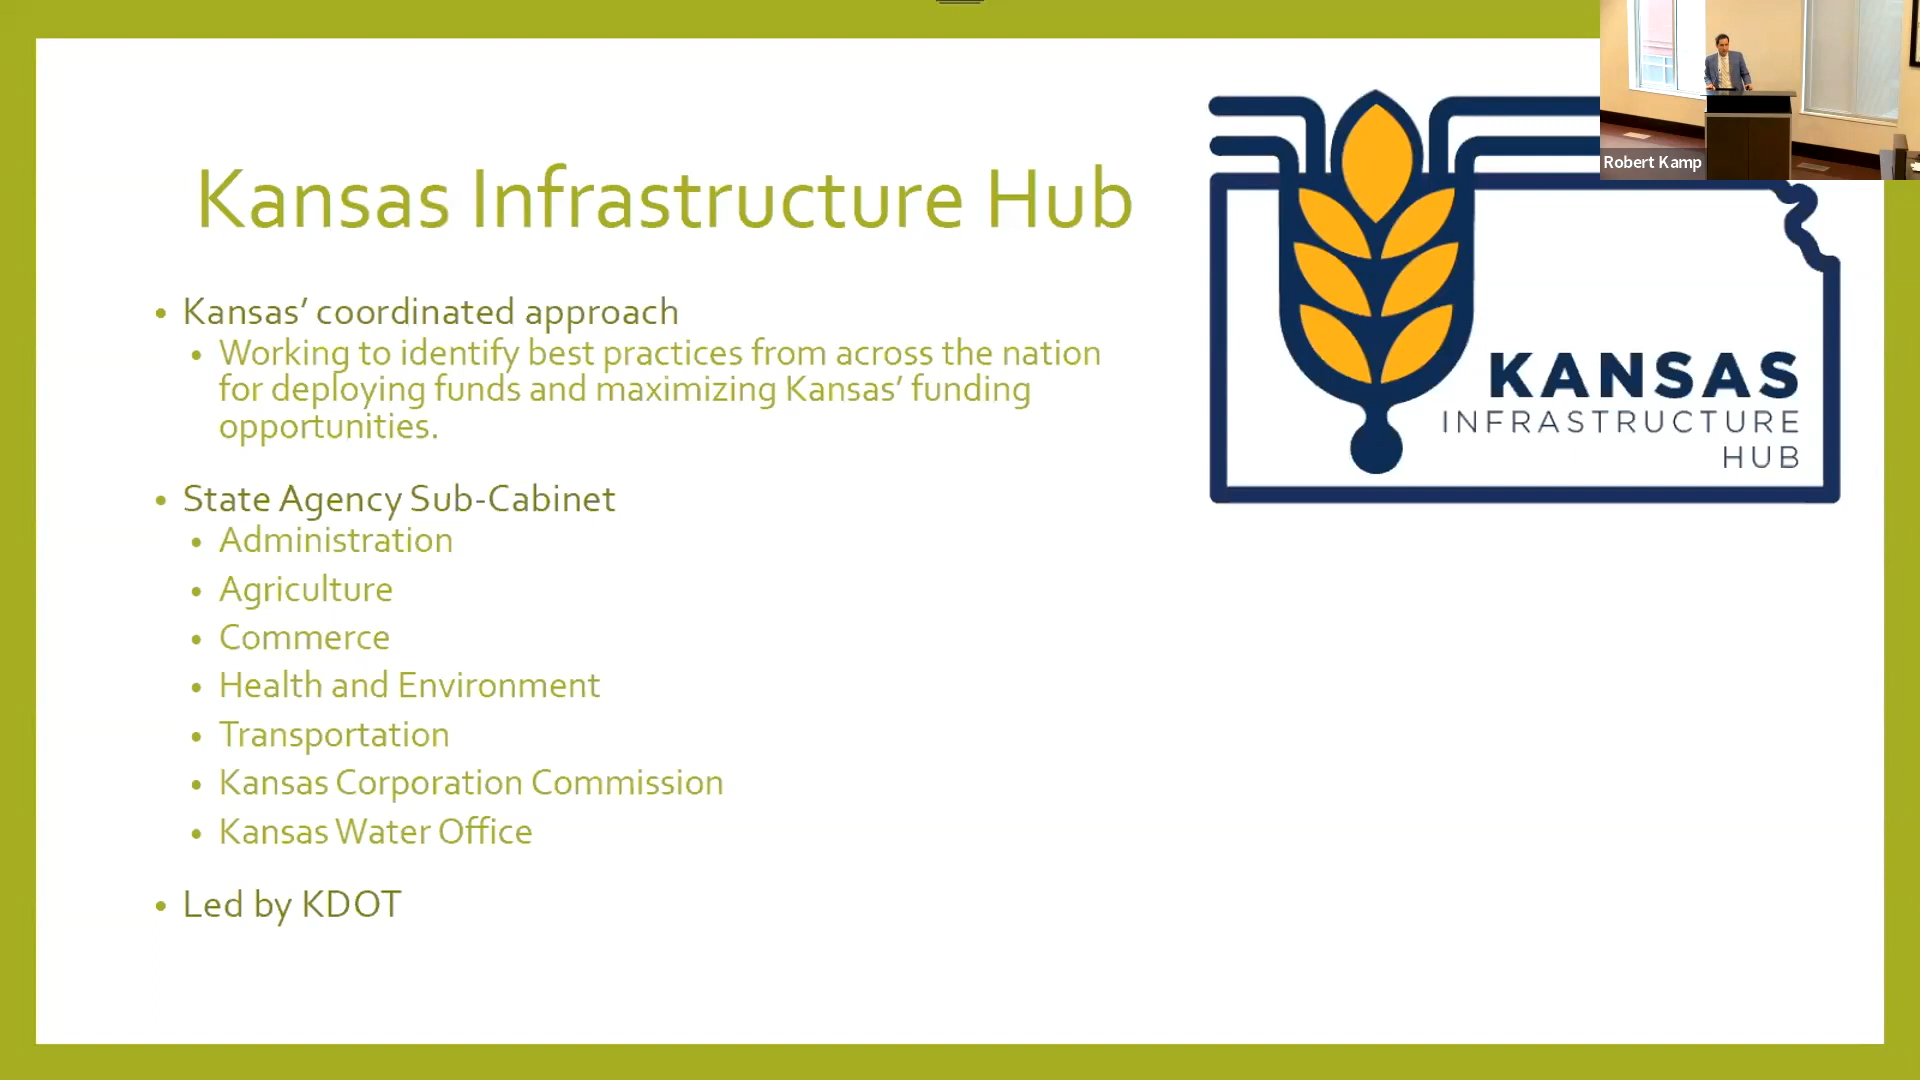 Kansas Infrastructure Hub
• Kansas’ coordinated approach
• Working to identify best practices from across the nation
for deploying funds and maximizing Kansas’ funding
opportunities.
• State Agency Sub-Cabinet
• Administration
• Agriculture
• Commerce
• Health and Environment
• Transportation
• Kansas Corporation Commission
• Kansas Water Office
• Led by KDOT
KANSAS
INFRASTRUCTURE
HUB
Robert Kamp